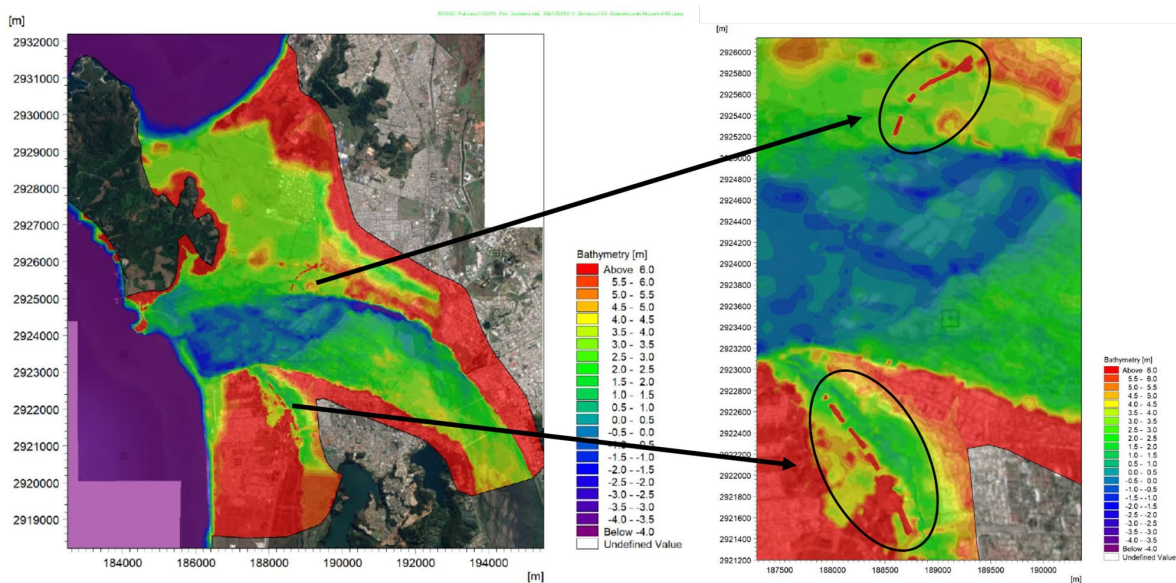 [m]
2932000
2931000
2930000
2929000
2928000
2927000
2926000
2925000
2924000
2923000
2922000
2921000
2920000
2919000
184000 186000 188000 190000 192000 194000
[m]
Bathymetry [m]
Above 6.0
5.5 - 6.0
5.0 - 5.5
4.5 - 5.0
4.0 - 4.5
3.5 - 4.0
3.0 - 3.5
2.5 - 3.0
2.0 - 2.5
1.5 - 2.0
1.0 - 1.5
0.5 - 1.0
0.0 - 0.5
-0.5 - 0.0
-1.5 - -1.0
-2.0 - -1.5
-2.5 - -2.0
-3.0 - -2.5
-3.5 - -3.0
-4.0 - -3.5
Below -4.0
Undefined Value
[m]
2926000
2925800
2925600
2925400
2925200
2925000
2924800
2924600
2924400
2924200
2924000
2923800
2923600
2923400
2923200
2923000
2922800
2922600
2922400
2922200
2922000
2921800
2921600
2921400
2921200
187500 188000 188500 189000 189500 190000
[m]
Bathymetry [m]
Above 6.0
5.5 - 6.0
5.0 - 5.5
4.5 - 5.0
4.0 - 4.5
3.5 - 4.0
3.0 - 3.5
2.5 - 3.0
2.0 - 2.5
1.5 - 2.0
1.0 - 1.5
0.5 - 1.0
0.0 - 0.5
-0.5 - 0.0
-1.0 - -0.5
-1.5 - -1.0
-2.0 - -1.5
-2.5 - -2.0
-3.0 - -2.5
-3.5 - -3.0
-4.0 - -3.5
Below -4.0
Undefined Value